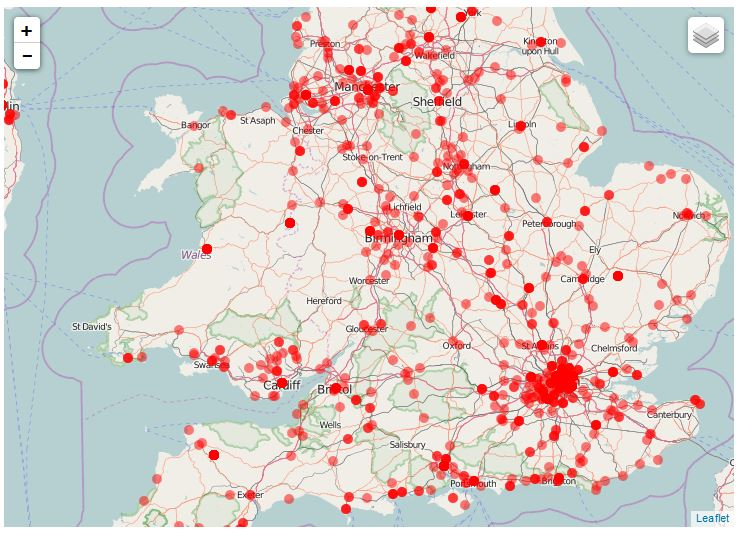 +
−
York
Preston
Kingston
upon Hull
Wakefield
Manchester
Sheffield
lin
St Asaph
Bangor
Chester
Lincoln
Stoke-on-Trent
Nottingham
Lichfield
Leicester
Norwich
Peterborough
Birmingham
Ely
Wales
Worcester
Cambridge
Hereford
St David's
Gloucester
Oxford
St Albans
Chelmsford
Swansea
Cardiff
Bristol
Canterbury
Wells
Salisbury
Portsmouth
Brighton
Exeter
Leaflet